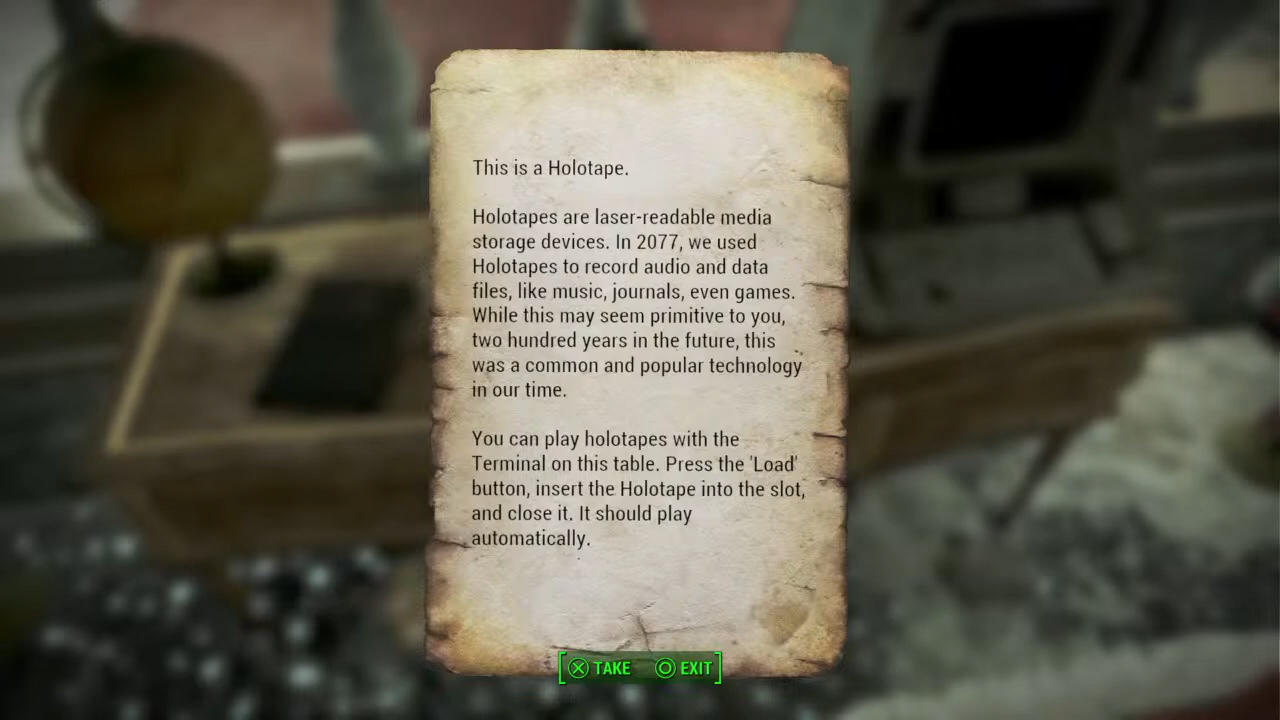 This is a Holotape.
Holotapes are laser-readable media
storage devices. In 2077, we used
Holotapes to record audio and data
files, like music, journals, even games.
While this may seem primitive to you,
two hundred years in the future, this
was a common and popular technology
in our time.
You can play holotapes with the
Terminal on this table. Press the 'Load'
button, insert the Holotape into the slot,
and close it. It should play
automatically.
TAKE EXIT